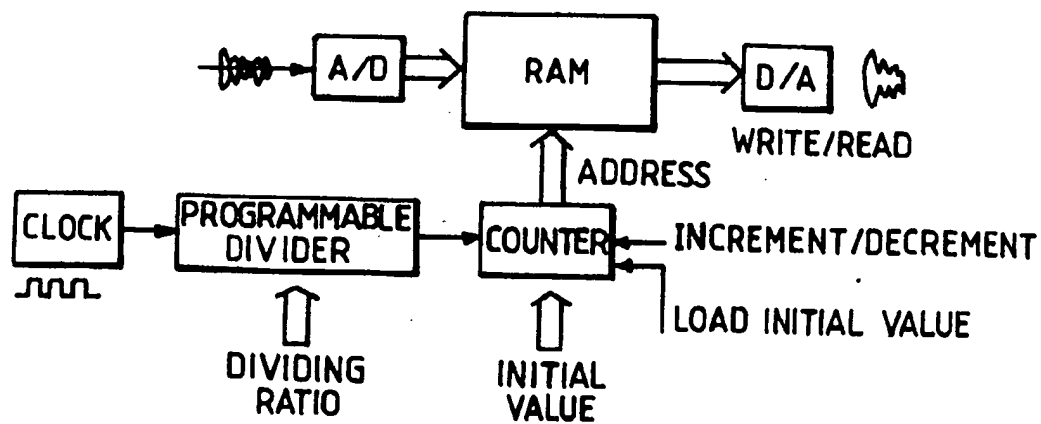 A/D
RAM
D/A
WRITE/READ
ADDRESS
CLOCK
PROGRAMMABLE
DIVIDER
COUNTER
INCREMENT/DECREMENT
LOAD INITIAL VALUE
DIVIDING
RATIO
INITIAL
VALUE